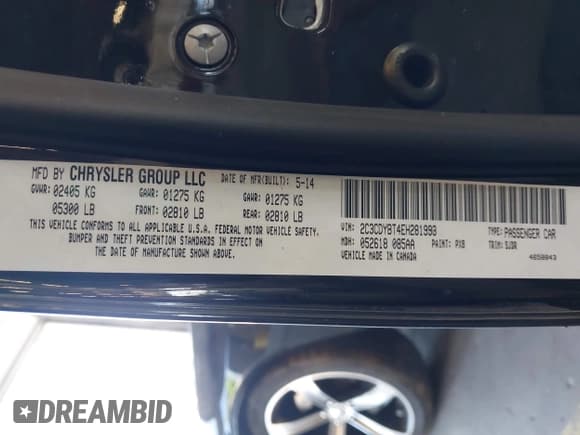 MFD BY CHRYSLER GROUP LLC DATE OF MFR(BUILT): 5-14
GVWR: 02405 KG GAWR: 01275 KG GAWR: 01275 KG
05300 LB FRONT: 02810 LB REAR: 02810 LB
THIS VEHICLE CONFORMS TO ALL APPLICABLE U.S.A. FEDERAL MOTOR VEHICLE SAFETY,
BUMPER AND THEFT PREVENTION STANDARDS IN EFFECT ON THE
DATE OF MANUFACTURE SHOWN ABOVE.
VIN: 2C3CDYBT4EH281993 TYPE: PASSENGER CAR
MDH: 052618 085AA PAINT: PX8 TRIM: SJDR
VEHICLE MADE IN CANADA 4658843
DREAMBID